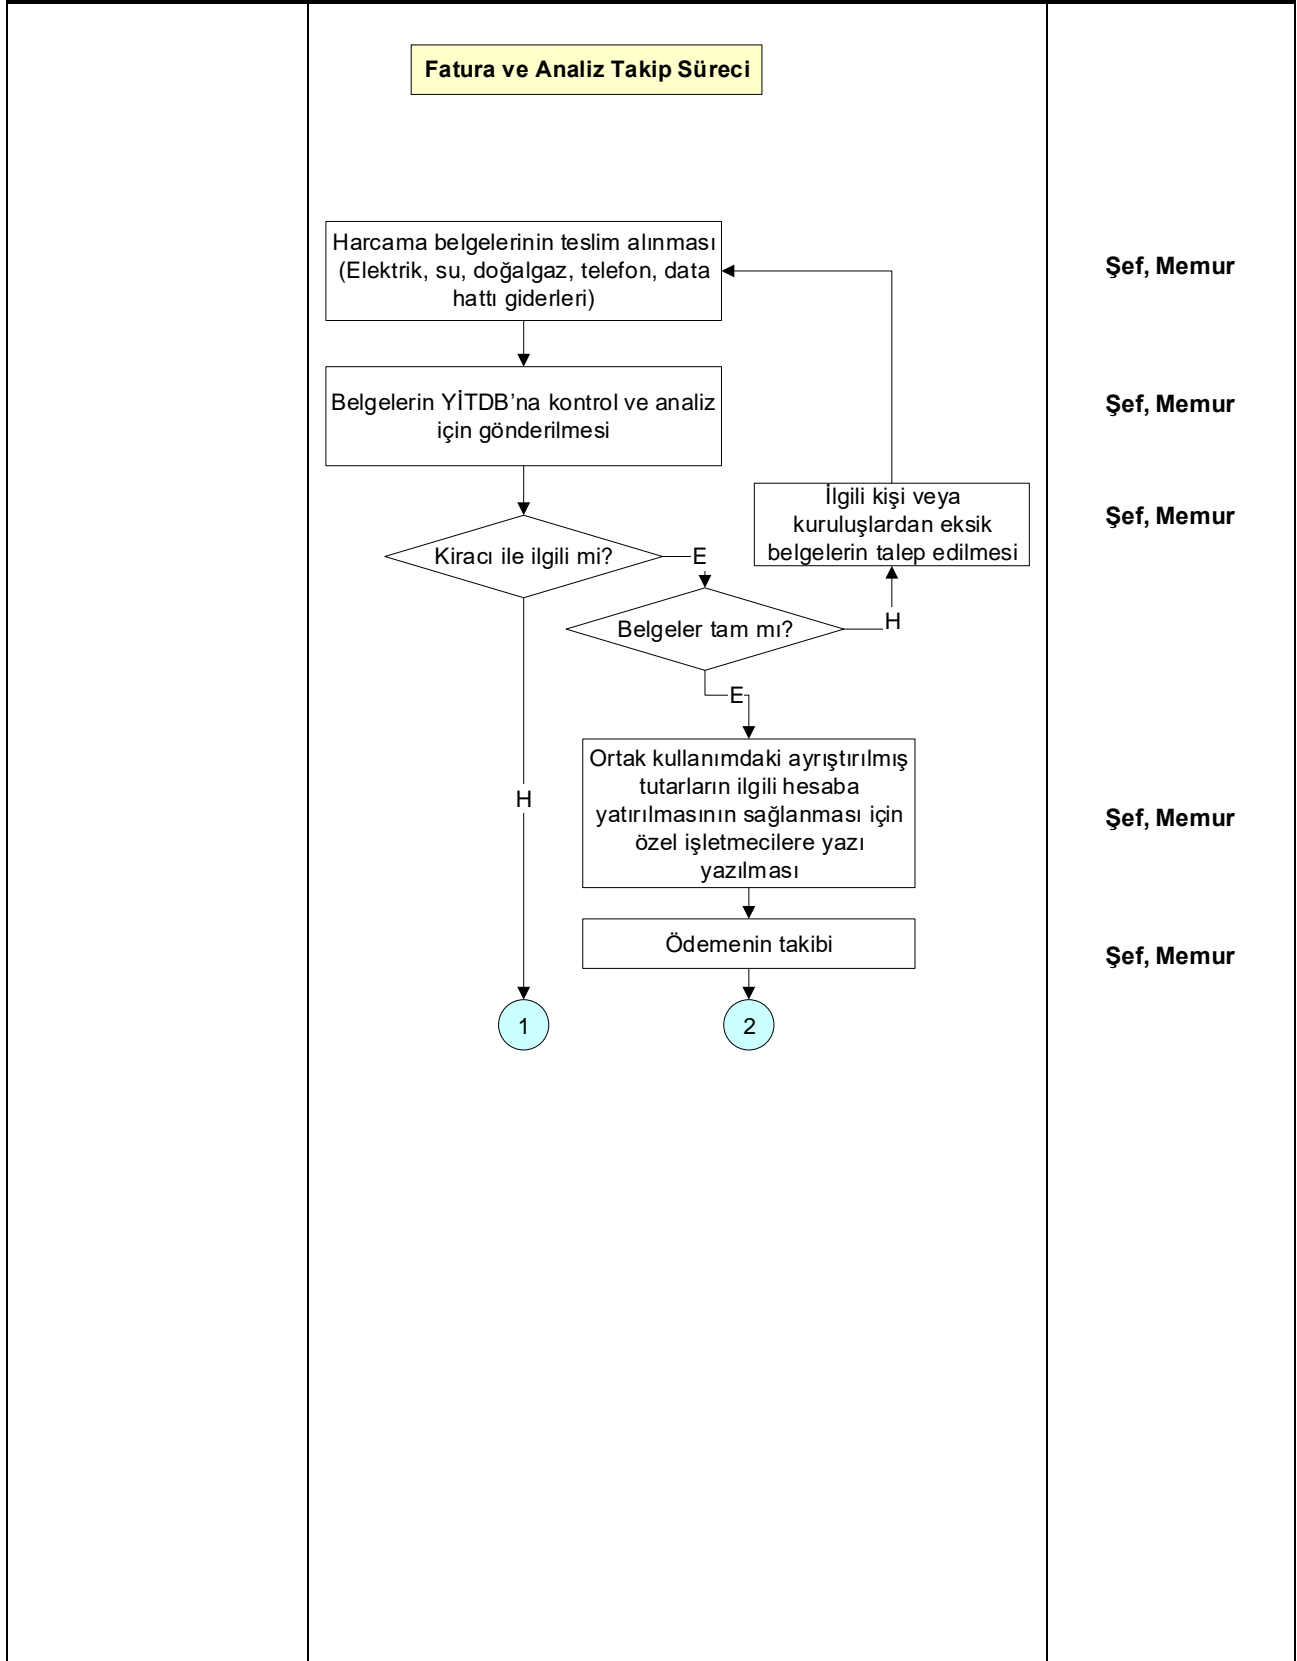 Fatura ve Analiz Takip Süreci
Harcama belgelerinin teslim alınması
(Elektrik, su, doğalgaz, telefon, data
hattı giderleri)
Şef, Memur
Belgelerin YİTDB’na kontrol ve analiz
için gönderilmesi
Şef, Memur
İlgili kişi veya
kuruluşlardan eksik
belgelerin talep edilmesi
Şef, Memur
Kiracı ile ilgili mi?
E
Belgeler tam mı?
H
E
H
Ortak kullanımdaki ayrıştırılmış
tutarların ilgili hesaba
yatırılmasının sağlanması için
özel işletmecilere yazı
yazılması
Şef, Memur
Ödemenin takibi
Şef, Memur
1
2